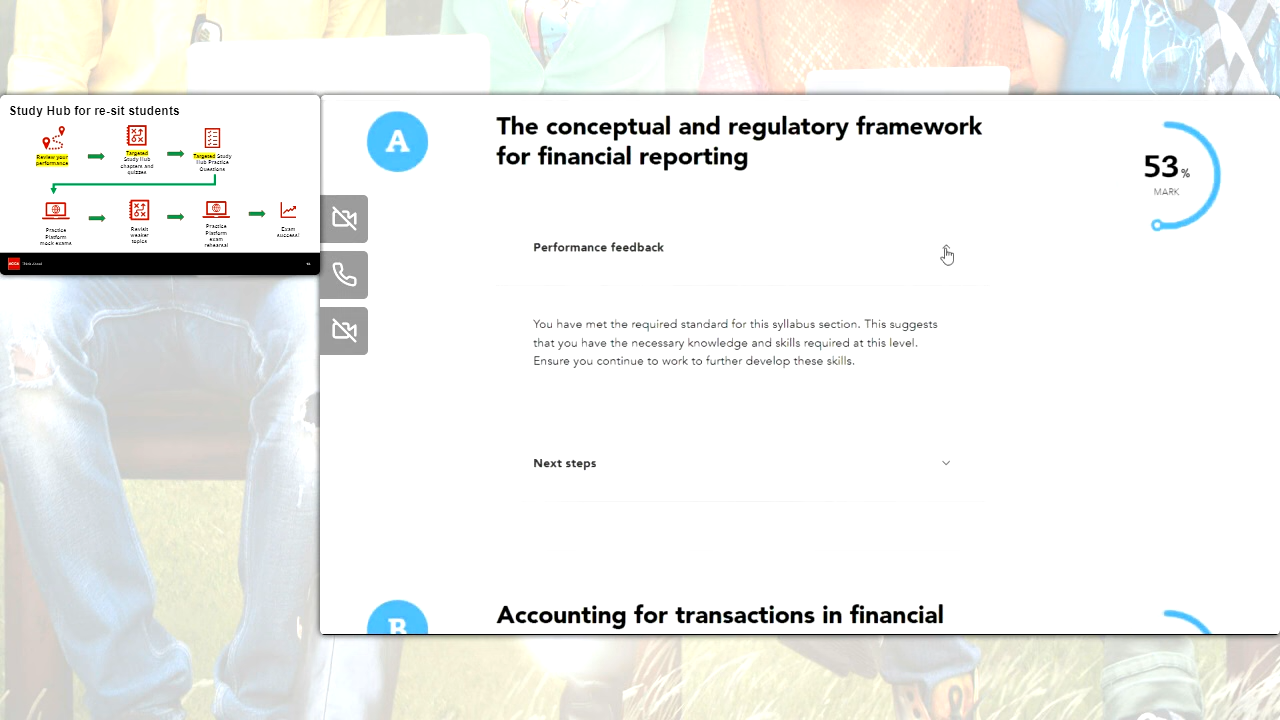 Study Hub for re-sit students
Review your
performance
Targeted
Study Hub
chapters and
quizzes
Targeted Study
Hub Practice
Questions
Practice
Platform
mock exams
Revisit
weaker
topics
Practice
Platform
exam
rehearsal
Exam
success!
ACCA
Think Ahead
A
The conceptual and regulatory framework
for financial reporting
53%
MARK
Performance feedback
You have met the required standard for this syllabus section. This suggests
that you have the necessary knowledge and skills required at this level.
Ensure you continue to work to further develop these skills.
Next steps
B
Accounting for transactions in financial